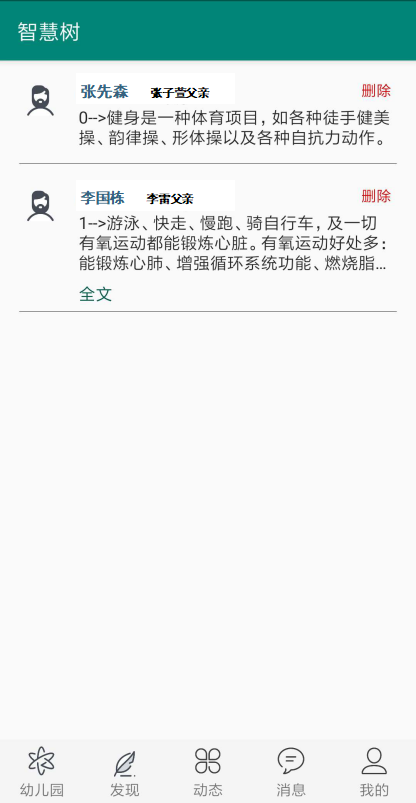 智慧树
张先森 张子萱父亲 删除
0-->健身是一种体育项目，如各种徒手健美
操、韵律操、形体操以及各种自抗力动作。
李国栋 李雷父亲 删除
1-->游泳、快走、慢跑、骑自行车，及一切
有氧运动都能锻炼心脏。有氧运动好处多：
能锻炼心肺、增强循环系统功能、燃烧脂…
全文
幼儿园 发现 动态 消息 我的